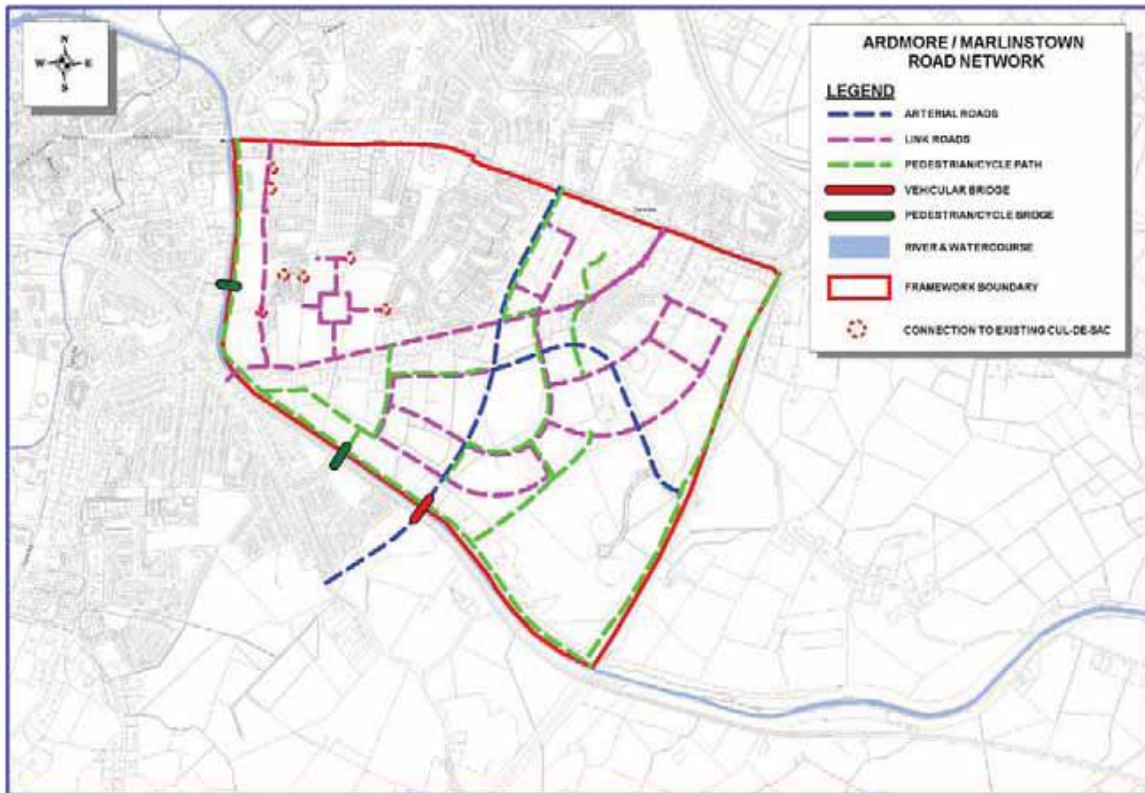 N
W E
S
ARDMORE / MARLINSTOWN
ROAD NETWORK
LEGEND
ARTERIAL ROADS
LINK ROADS
PEDESTRIAN/CYCLE PATH
VEHICULAR BRIDGE
PEDESTRIAN/CYCLE BRIDGE
RIVER & WATERCOURSE
FRAMEWORK BOUNDARY
CONNECTION TO EXISTING CUL-DE-SAC